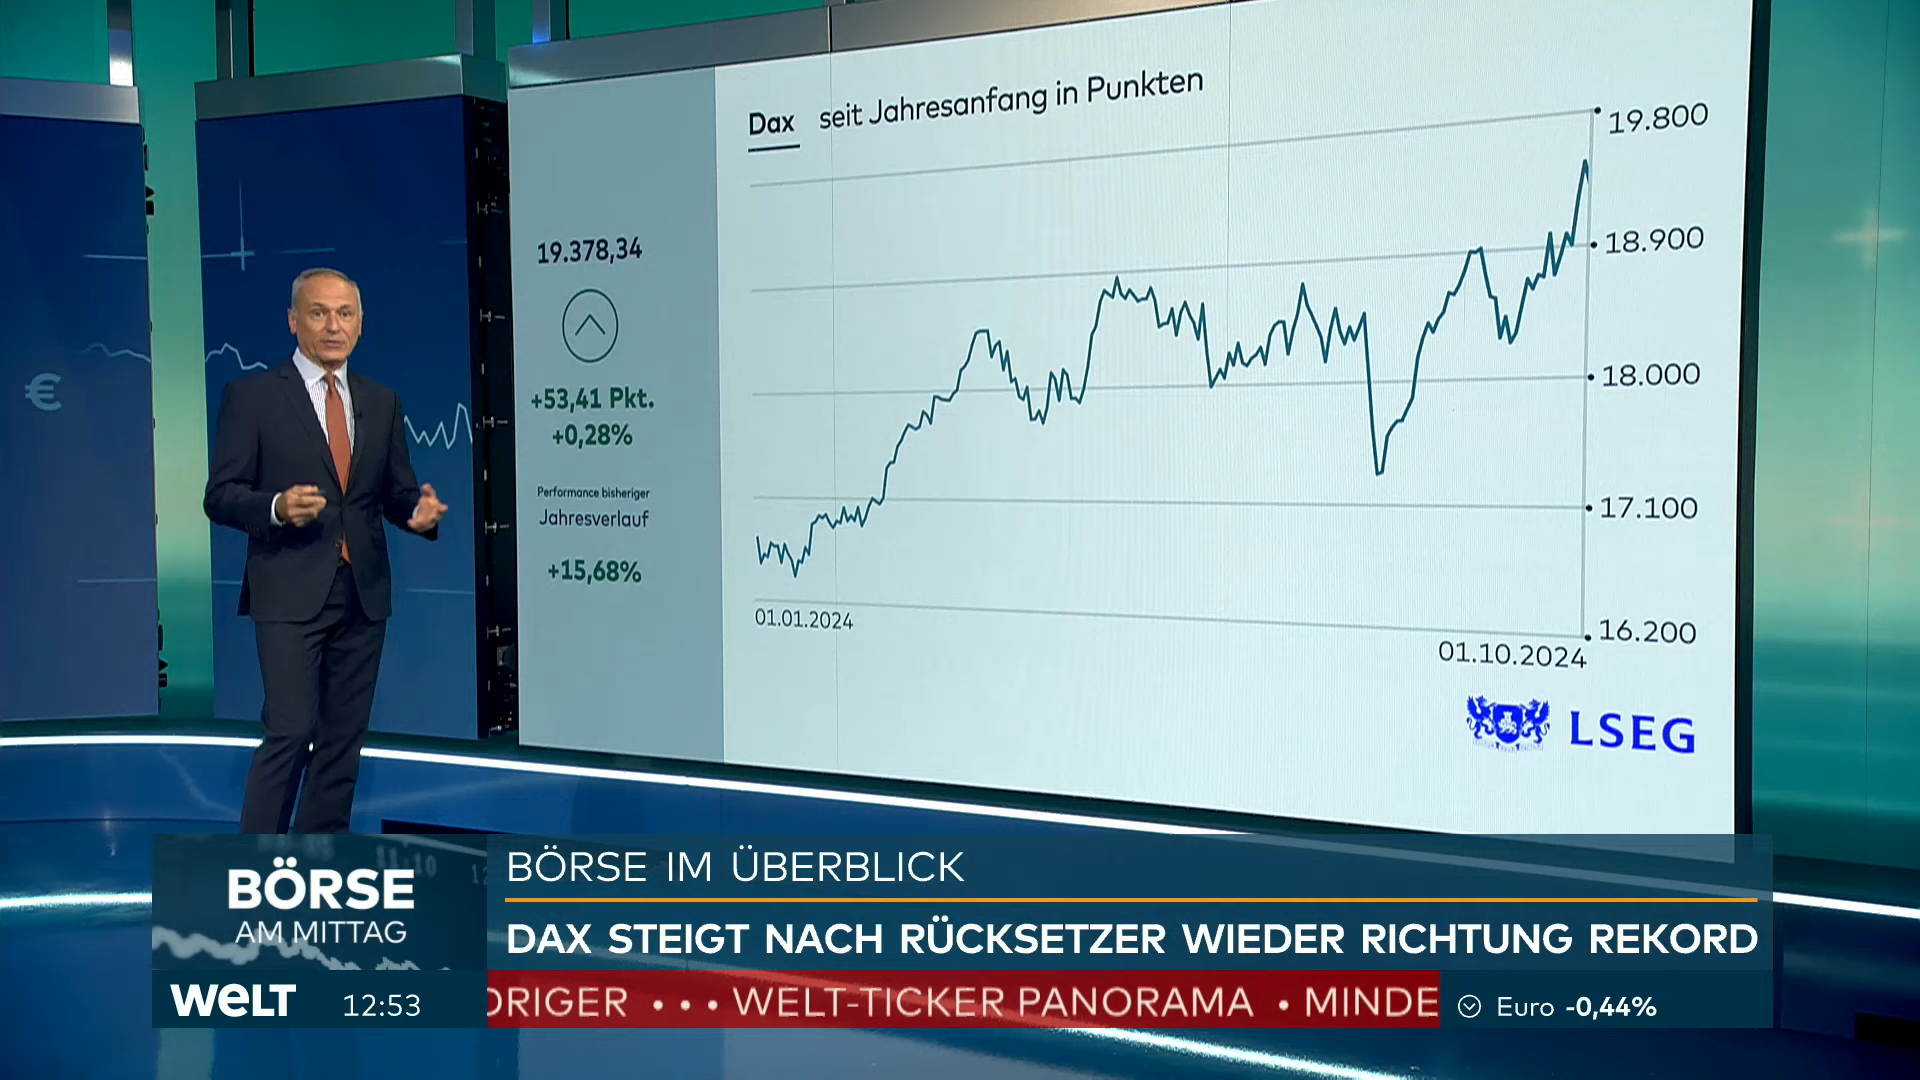 Dax seit Jahresanfang in Punkten
19.378,34
+53,41 Pkt.
+0,28%
Performance bisheriger
Jahresverlauf
+15,68%
19.800
18.900
18.000
17.100
16.200
01.01.2024
01.10.2024
LSEG
€
BÖRSE
AM MITTAG
BÖRSE IM ÜBERBLICK
DAX STEIGT NACH RÜCKSETZER WIEDER RICHTUNG REKORD
WELT 12:53
ORIGER • • • WELT-TICKER PANORAMA • MINDE
Euro -0,44%